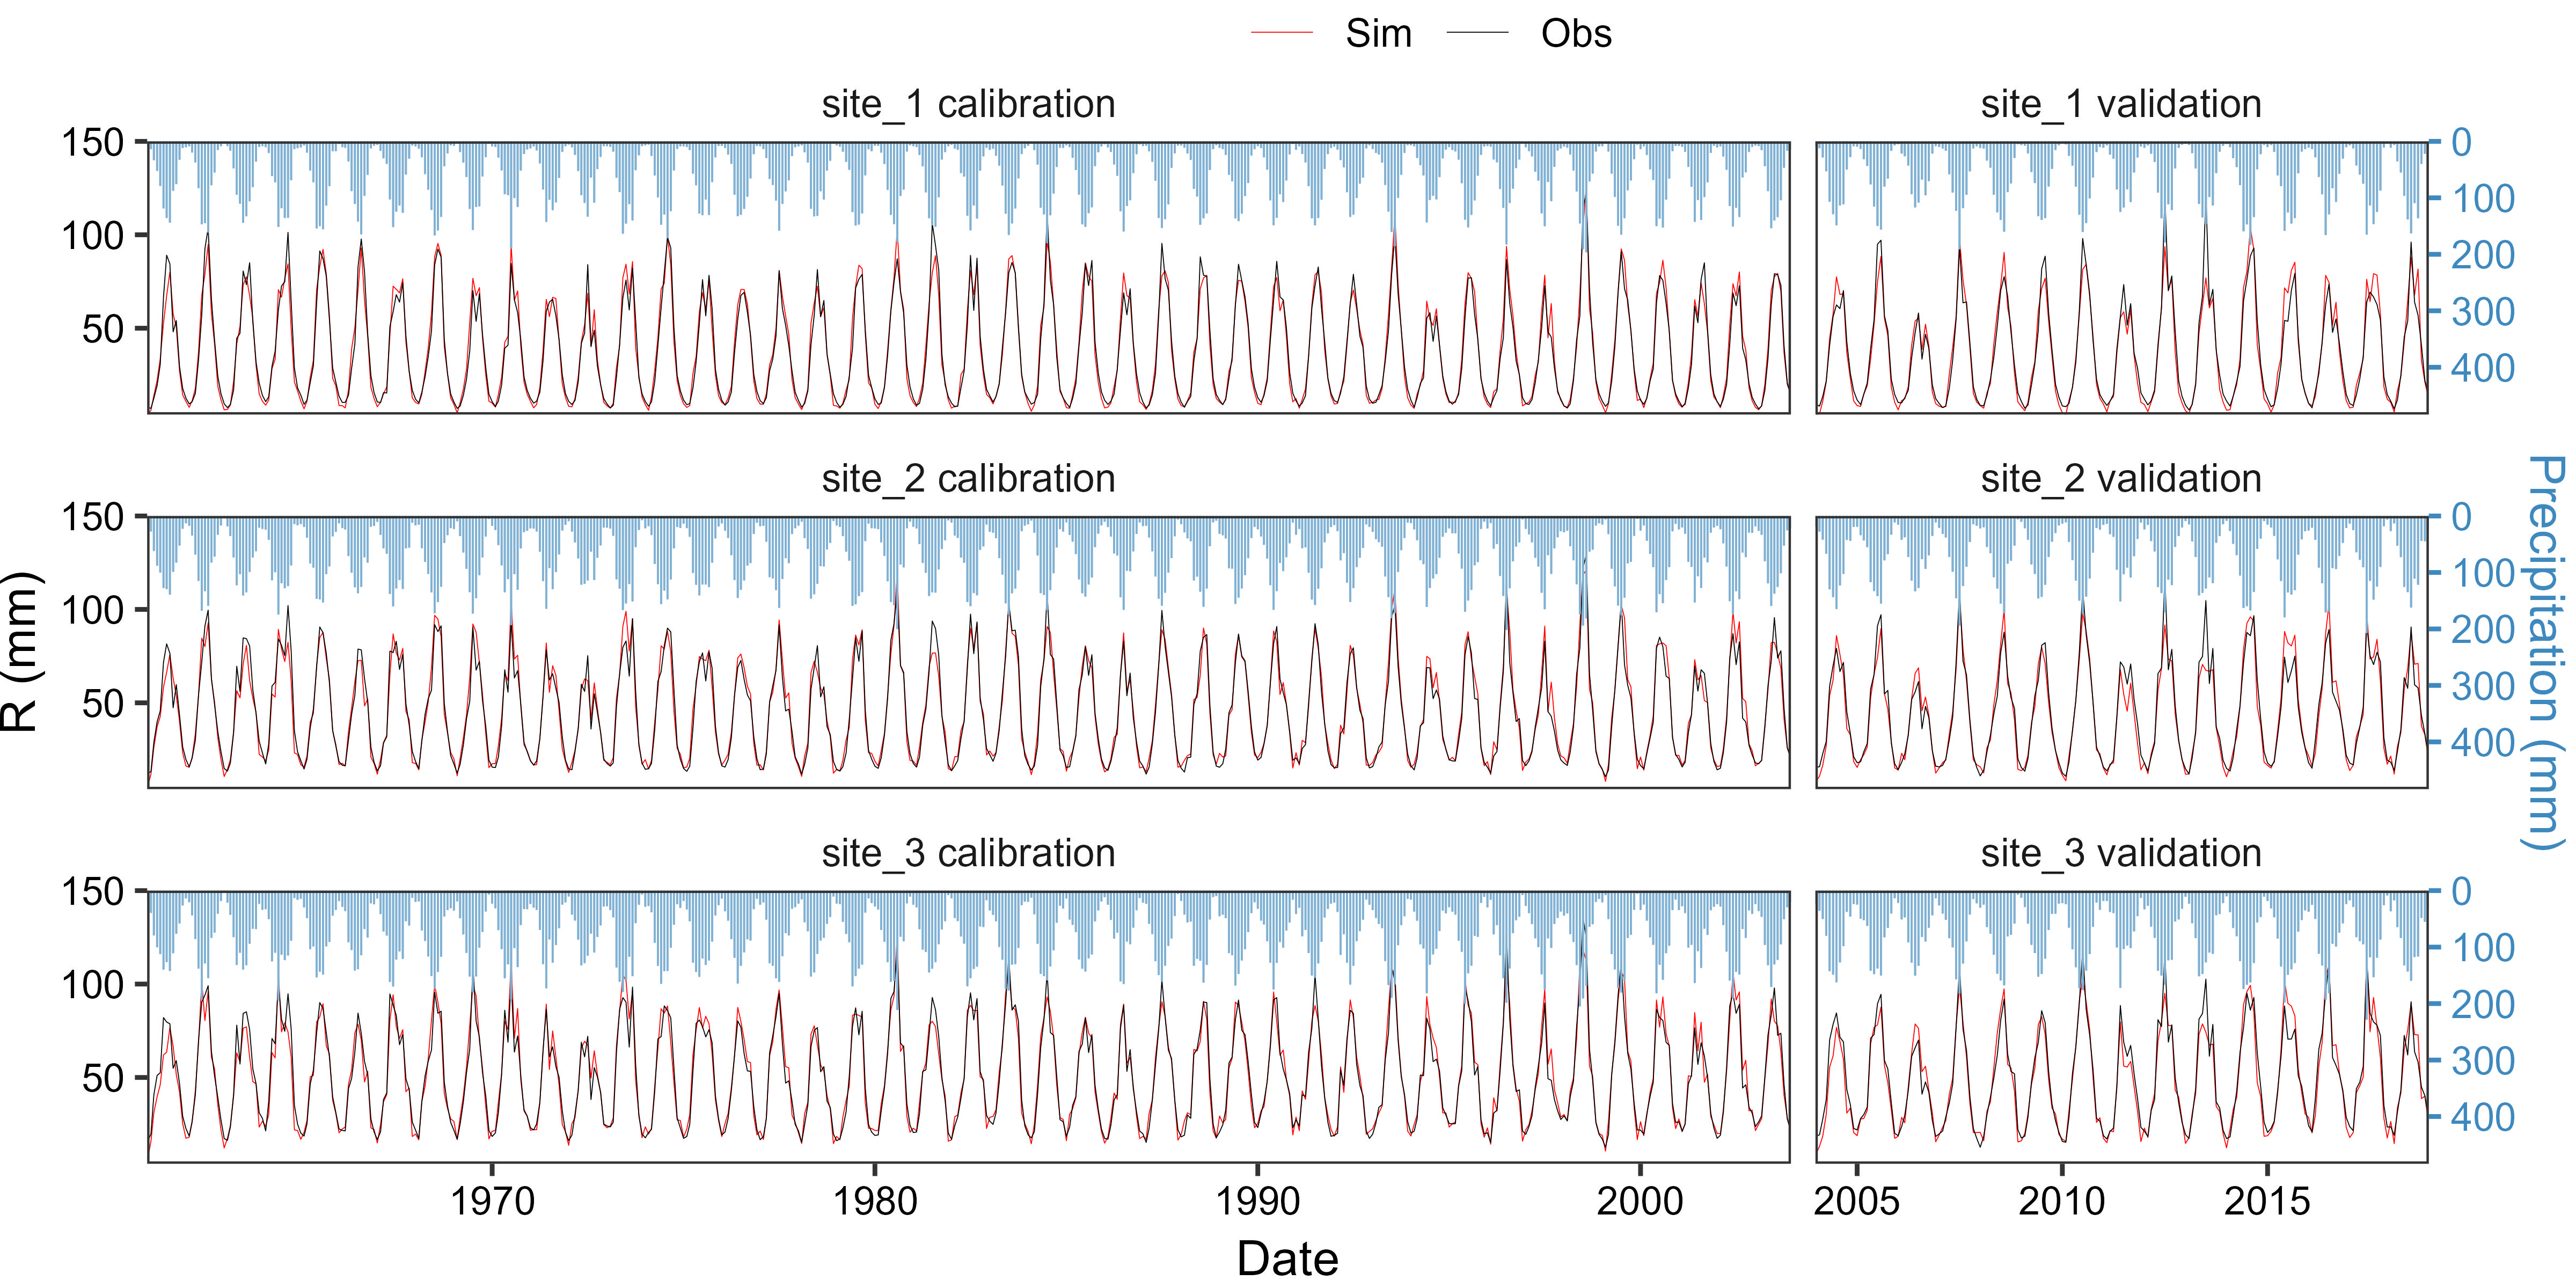 Sim Obs
site_1 calibration site_1 validation
150 0
100 100
200
50 300
400
site_2 calibration site_2 validation
150 0
100 100
200
50 300
400
R (mm)
Precipitation (mm)
site_3 calibration site_3 validation
150 0
100 100
200
50 300
400
1970 1980 1990 2000 2005 2010 2015
Date